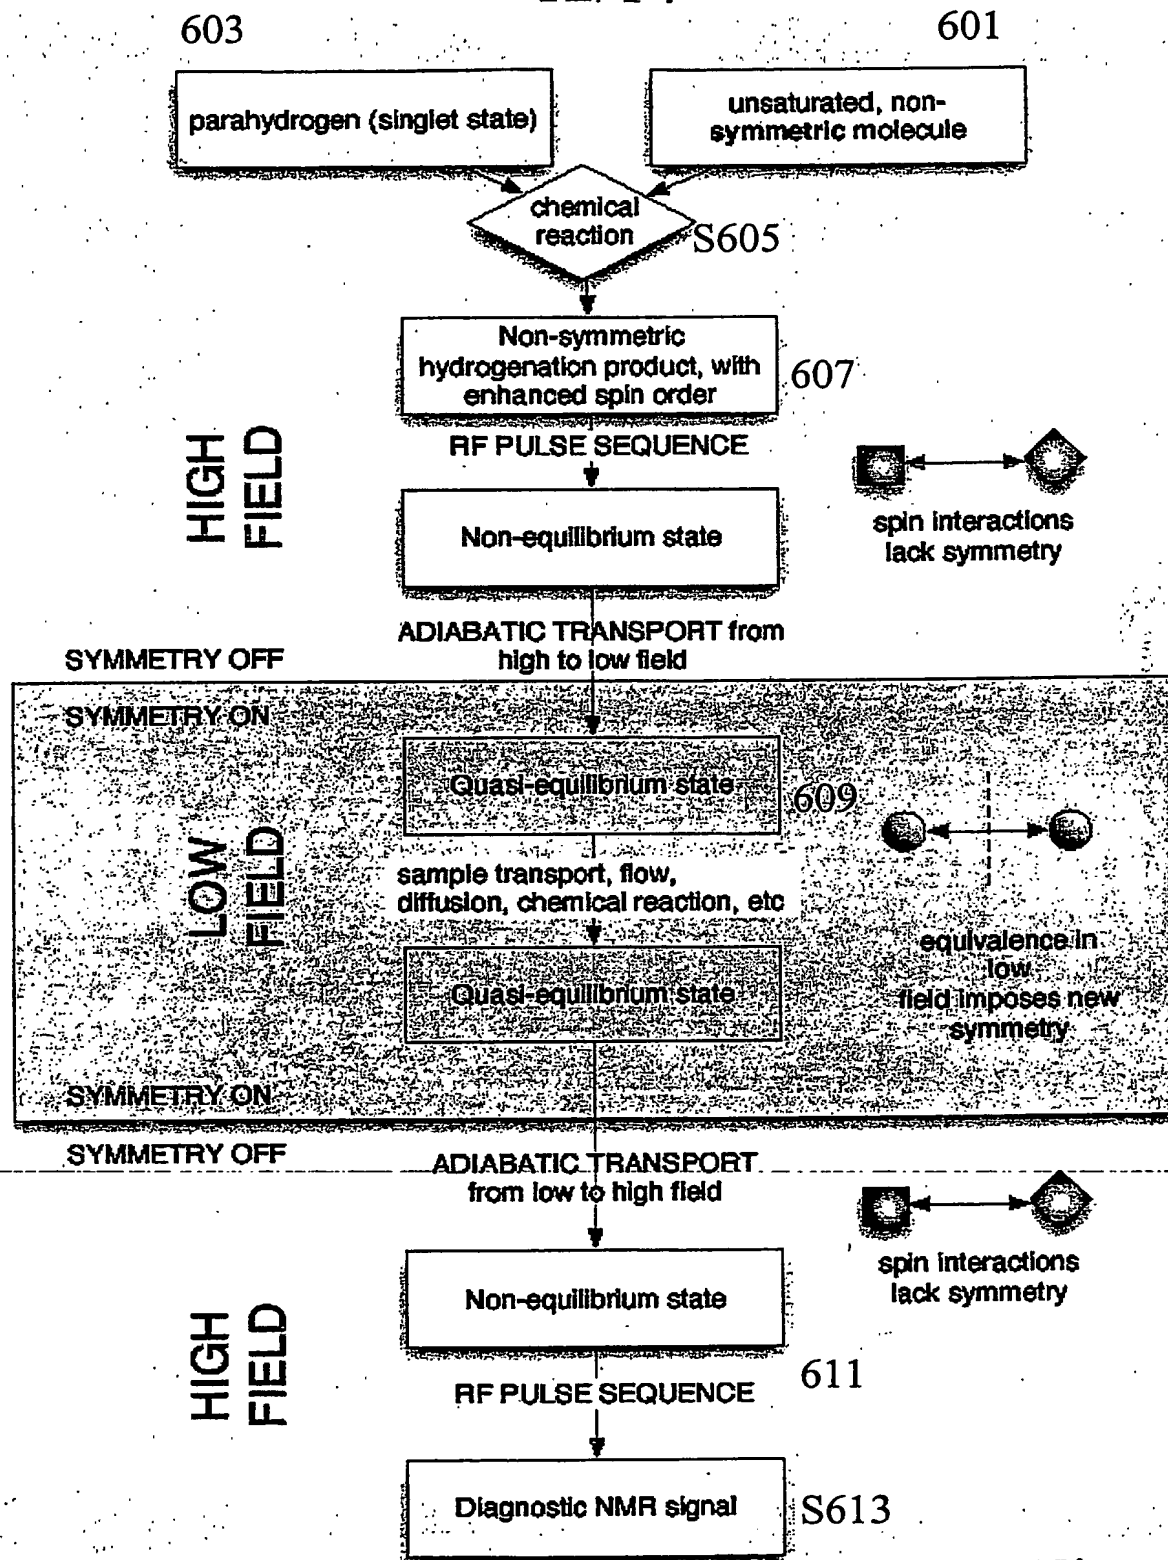 603
601
parahydrogen (singlet state)
unsaturated, non-
symmetric molecule
chemical
reaction
S605
Non-symmetric
hydrogenation product, with
enhanced spin order
607
HIGH
FIELD
RF PULSE SEQUENCE
Non-equilibrium state
spin interactions
lack symmetry
ADIABATIC TRANSPORT from
high to low field
SYMMETRY OFF
SYMMETRY ON
Quasi-equilibrium state
609
LOW
FIELD
sample transport, flow,
diffusion, chemical reaction, etc
Quasi-equilibrium state
equivalence in
low
field imposes new
symmetry
SYMMETRY ON
SYMMETRY OFF
ADIABATIC TRANSPORT
from low to high field
spin interactions
lack symmetry
Non-equilibrium state
HIGH
FIELD
611
RF PULSE SEQUENCE
Diagnostic NMR signal
S613